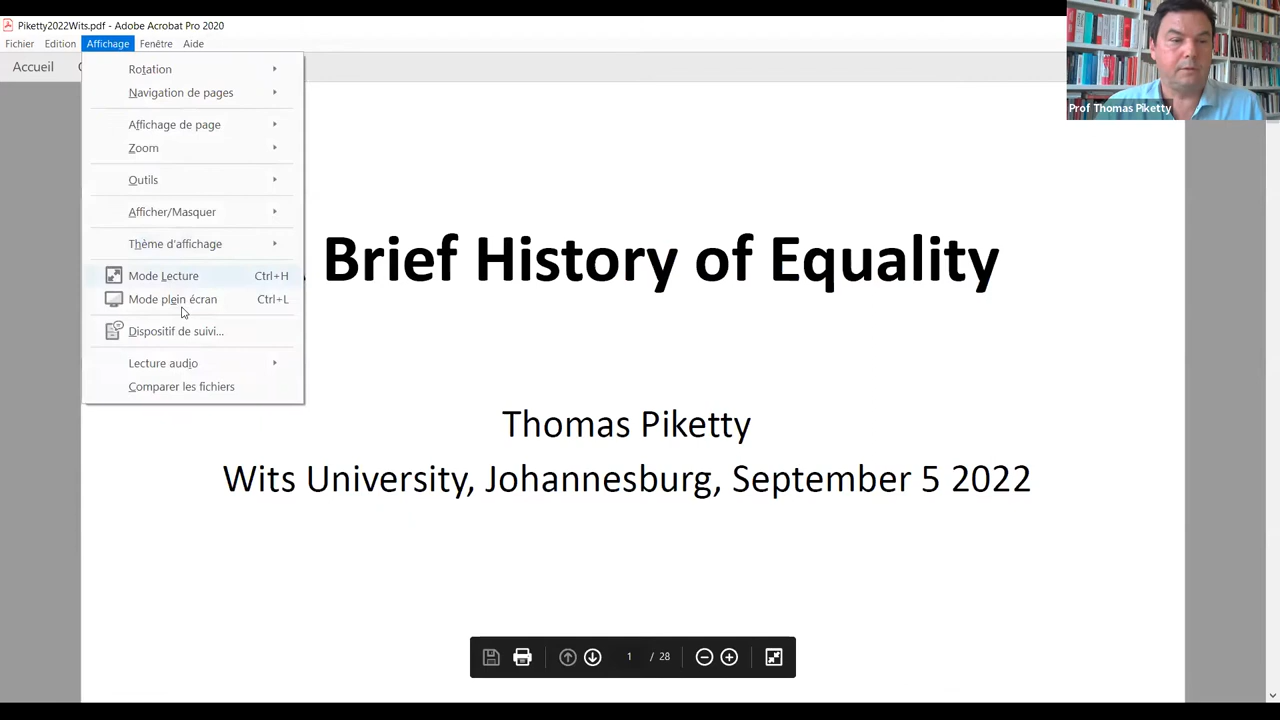 Piketty2022Wits.pdf - Adobe Acrobat Pro 2020
Fichier Edition Affichage Fenêtre Aide
Accueil
Rotation
Navigation de pages
Affichage de page
Zoom
Outils
Afficher/Masquer
Thème d'affichage
Mode Lecture Ctrl+H
Mode plein écran Ctrl+L
Dispositif de suivi...
Lecture audio
Comparer les fichiers
Prof Thomas Piketty
Brief History of Equality
Thomas Piketty
Wits University, Johannesburg, September 5 2022
1 / 28